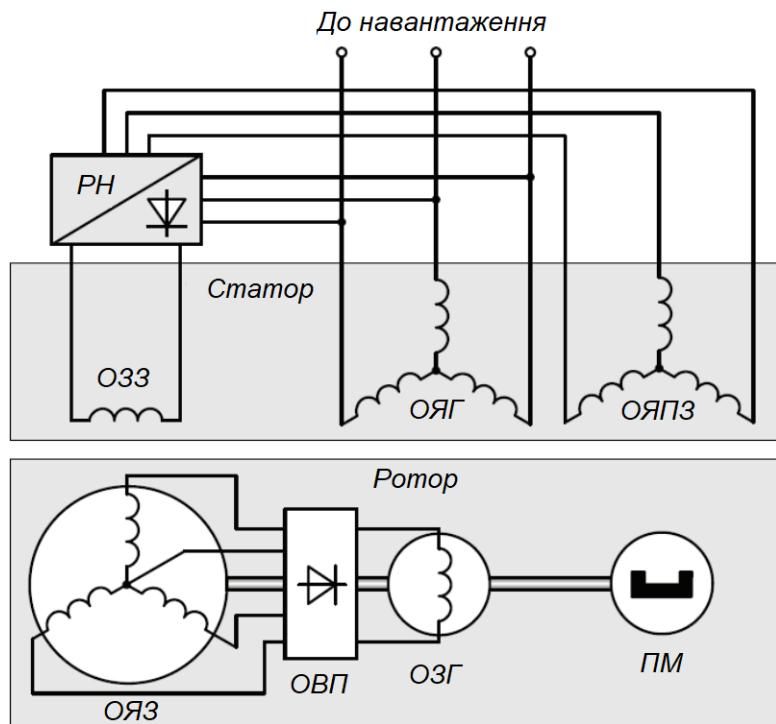 До навантаження
РН
Статор
ОЗЗ
ОЯГ
ОЯПЗ
Ротор
ОЯЗ
ОВП
ОЗГ
ПМ